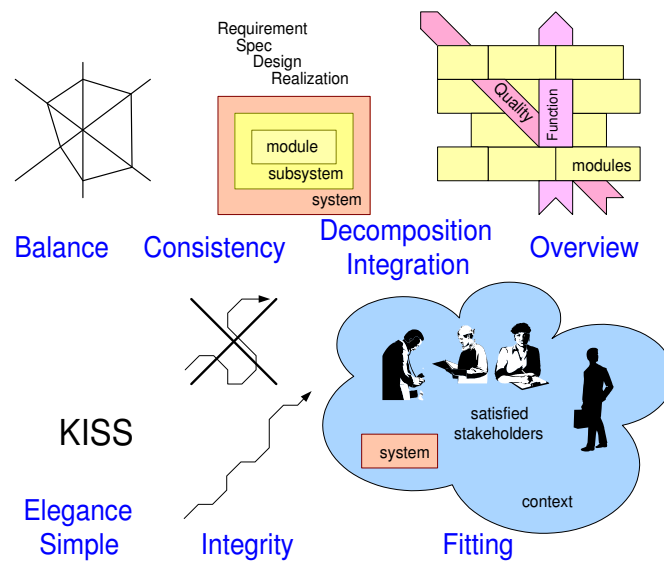 Requirement
Spec
Design
Realization
module
subsystem
system
Quality
Function
modules
Balance
Consistency
Decomposition
Integration
Overview
KISS
satisfied
stakeholders
system
context
Elegance
Simple
Integrity
Fitting